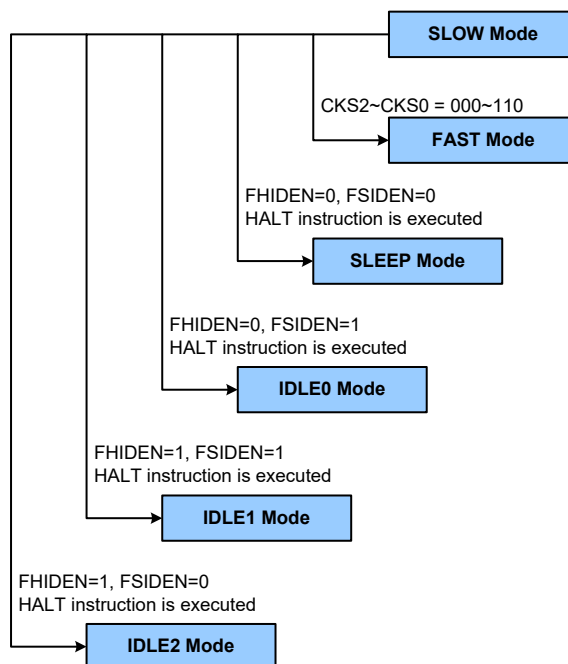 SLOW Mode
CKS2~CKS0 = 000~110
FAST Mode
FHIDEN=0, FSIDEN=0
HALT instruction is executed
SLEEP Mode
FHIDEN=0, FSIDEN=1
HALT instruction is executed
IDLE0 Mode
FHIDEN=1, FSIDEN=1
HALT instruction is executed
IDLE1 Mode
FHIDEN=1, FSIDEN=0
HALT instruction is executed
IDLE2 Mode